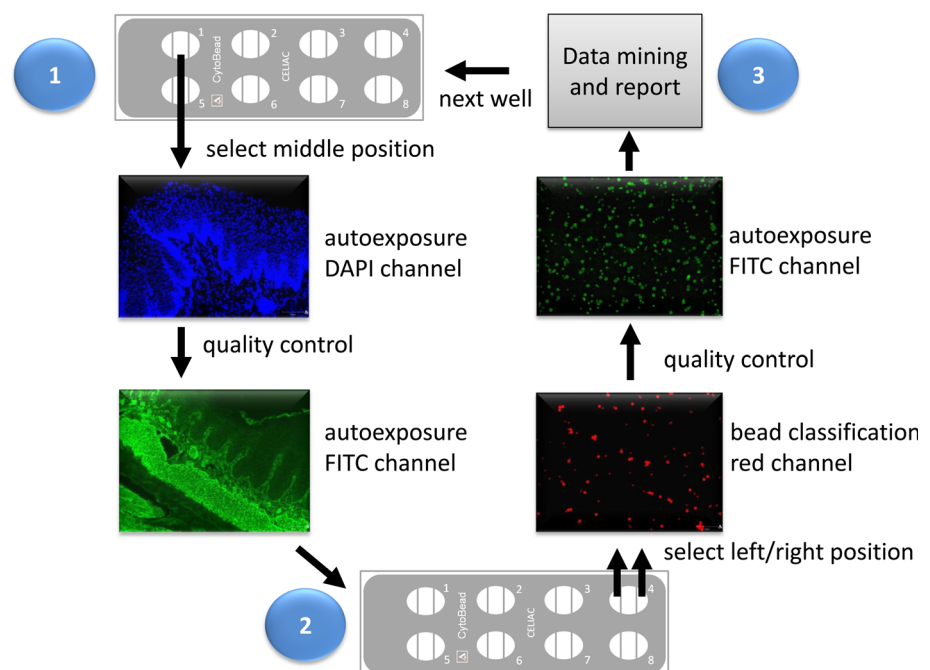 1
1
2
3
4
CytoBead
CELIAC
A
5
6
7
8
next well
Data mining
and report
3
select middle position
autoexposure
DAPI channel
autoexposure
FITC channel
quality control
quality control
autoexposure
FITC channel
bead classification
red channel
select left/right position
2
1
2
3
4
CytoBead
CELIAC
A
5
6
7
8